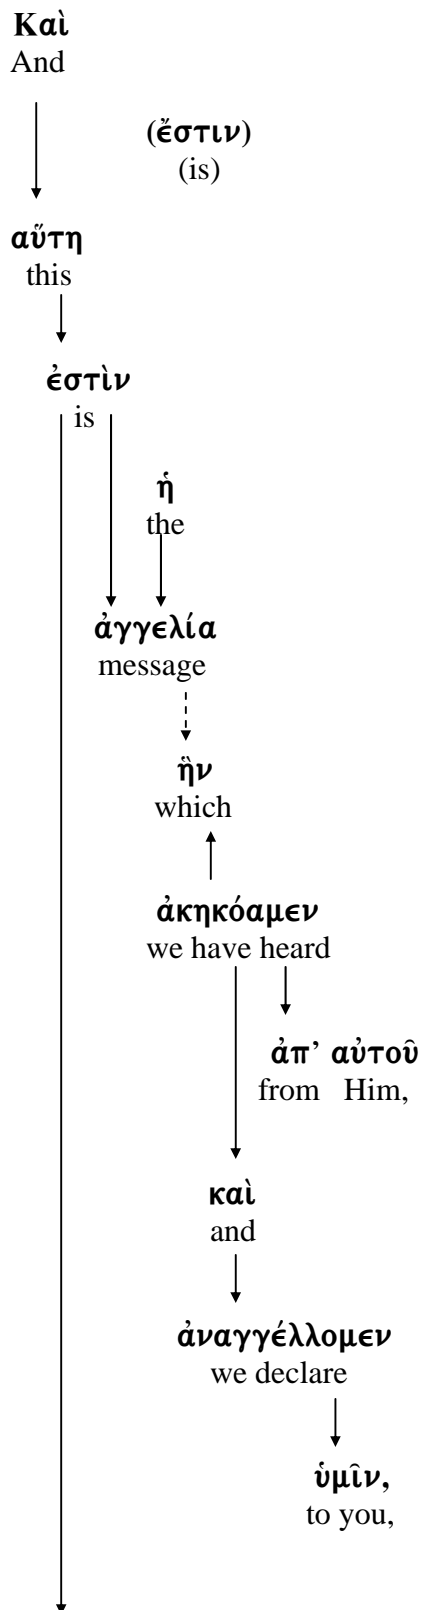 Καὶ
And
(ἔστιν)
(is)
αὕτη
this
ἐστὶν
is
ἡ
the
ἀγγελία
message
ἣν
which
ἀκηκόαμεν
we have heard
ἀπ’ αὐτοῦ
from Him,
καὶ
and
ἀναγγέλλομεν
we declare
ὑμῖν,
to you,